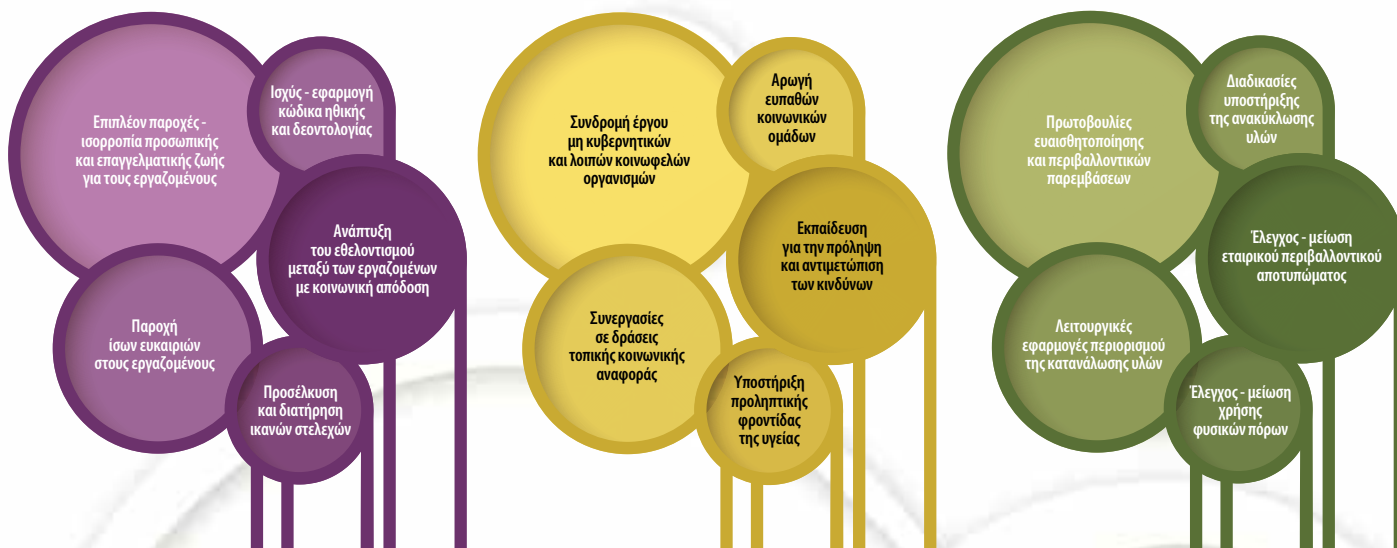 Επιπλέον παροχές -
ισορροπία προσωπικής
και επαγγελματικής ζωής
για τους εργαζομένους
Ισχύς - εφαρμογή
κώδικα ηθικής
και δεοντολογίας
Ανάπτυξη
του εθελοντισμού
μεταξύ των εργαζομένων
με κοινωνική απόδοση
Παροχή
ίσων ευκαιριών
στους εργαζομένους
Προσέλκυση
και διατήρηση
ικανών στελεχών
Συνδρομή έργου
μη κυβερνητικών
και λοιπών κοινωφελών
οργανισμών
Αρωγή
ευπαθών
κοινωνικών
ομάδων
Εκπαίδευση
για την πρόληψη
και αντιμετώπιση
των κινδύνων
Συνεργασίες
σε δράσεις
τοπικής κοινωνικής
αναφοράς
Υποστήριξη
προληπτικής
φροντίδας
της υγείας
Πρωτοβουλίες
ευαισθητοποίησης
και περιβαλλοντικών
παρεμβάσεων
Διαδικασίες
υποστήριξης
της ανακύκλωσης
υλών
Έλεγχος - μείωση
εταιρικού περιβαλλοντικού
αποτυπώματος
Λειτουργικές
εφαρμογές περιορισμού
της κατανάλωσης υλών
Έλεγχος - μείωση
χρήσης
φυσικών πόρων